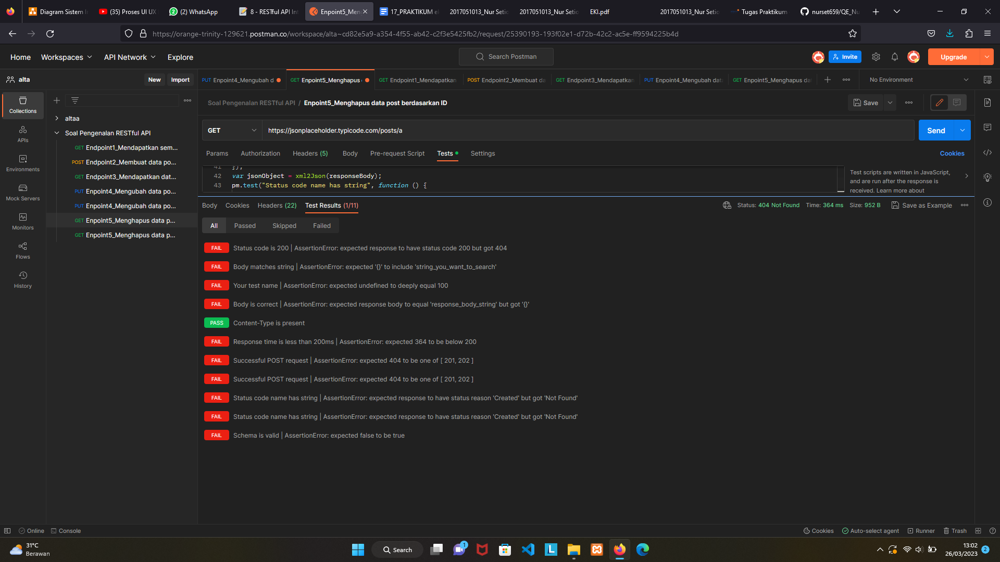 Diagram Sistem I
(35) Proses UI UX
(2) WhatsApp
8 - RESTful API Int
Enpoint5_Men
17_PRAKTIKUM ek
2017051013_Nur Setio
2017051013_Nur Setio
EKI.pdf
2017051013_Nur Setio
Tugas Praktikum
nurset659/QE_Nu
https://orange-trinity-129621.postman.co/workspace/alta~cd82e5a9-a354-4f55-ab42-c2f3e5425fb2/request/25390193-193f02e1-d72b-42c2-ac5e-ff9594225b4d
Home
Workspaces
API Network
Explore
Search Postman
Invite
Upgrade
alta
New
Import
PUT Enpoint4_Mengubah d
GET Enpoint5_Menghapus
GET Endpoint1_Mendapatkan
POST Endpoint2_Membuat da
GET Endpoint3_Mendapatkan
PUT Enpoint4_Mengubah dat
GET Enpoint5_Menghapus da
No Environment
Collections
APIs
Environments
Mock Servers
Monitors
Flows
History
altaa
Soal Pengenalan RESTful API
GET Endpoint1_Mendapatkan sem...
POST Endpoint2_Membuat data po...
GET Endpoint3_Mendapatkan dat...
PUT Enpoint4_Mengubah data po...
PUT Enpoint4_Mengubah data po...
GET Enpoint5_Menghapus data p...
GET Enpoint5_Menghapus data p...
Soal Pengenalan RESTful API / Enpoint5_Menghapus data post berdasarkan ID
Save
GET
https://jsonplaceholder.typicode.com/posts/a
Send
Params
Authorization
Headers (5)
Body
Pre-request Script
Tests
Settings
Cookies
41 });
42 var jsonObject = xml2Json(responseBody);
43 pm.test("Status code name has string", function () {
Test scripts are written in JavaScript,
and are run after the response is
received. Learn more about
Body
Cookies
Headers (22)
Test Results (1/11)
Status: 404 Not Found
Time: 364 ms
Size: 952 B
Save as Example
All
Passed
Skipped
Failed
FAIL Status code is 200 | AssertionError: expected response to have status code 200 but got 404
FAIL Body matches string | AssertionError: expected '{}' to include 'string_you_want_to_search'
FAIL Your test name | AssertionError: expected undefined to deeply equal 100
FAIL Body is correct | AssertionError: expected response body to equal 'response_body_string' but got '{}'
PASS Content-Type is present
FAIL Response time is less than 200ms | AssertionError: expected 364 to be below 200
FAIL Successful POST request | AssertionError: expected 404 to be one of [ 201, 202 ]
FAIL Successful POST request | AssertionError: expected 404 to be one of [ 201, 202 ]
FAIL Status code name has string | AssertionError: expected response to have status reason 'Created' but got 'Not Found'
FAIL Status code name has string | AssertionError: expected response to have status reason 'Created' but got 'Not Found'
FAIL Schema is valid | AssertionError: expected false to be true
Online
Console
Cookies
Auto-select agent
Runner
Trash
31°C
Berawan
Search
1
13:02
26/03/2023
2